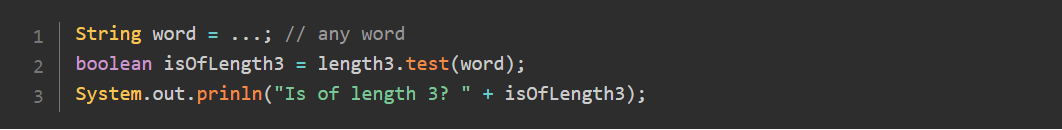 1 String word = ...; // any word
2 boolean isOfLength3 = length3.test(word);
3 System.out.prinln("Is of length 3? " + isOfLength3);